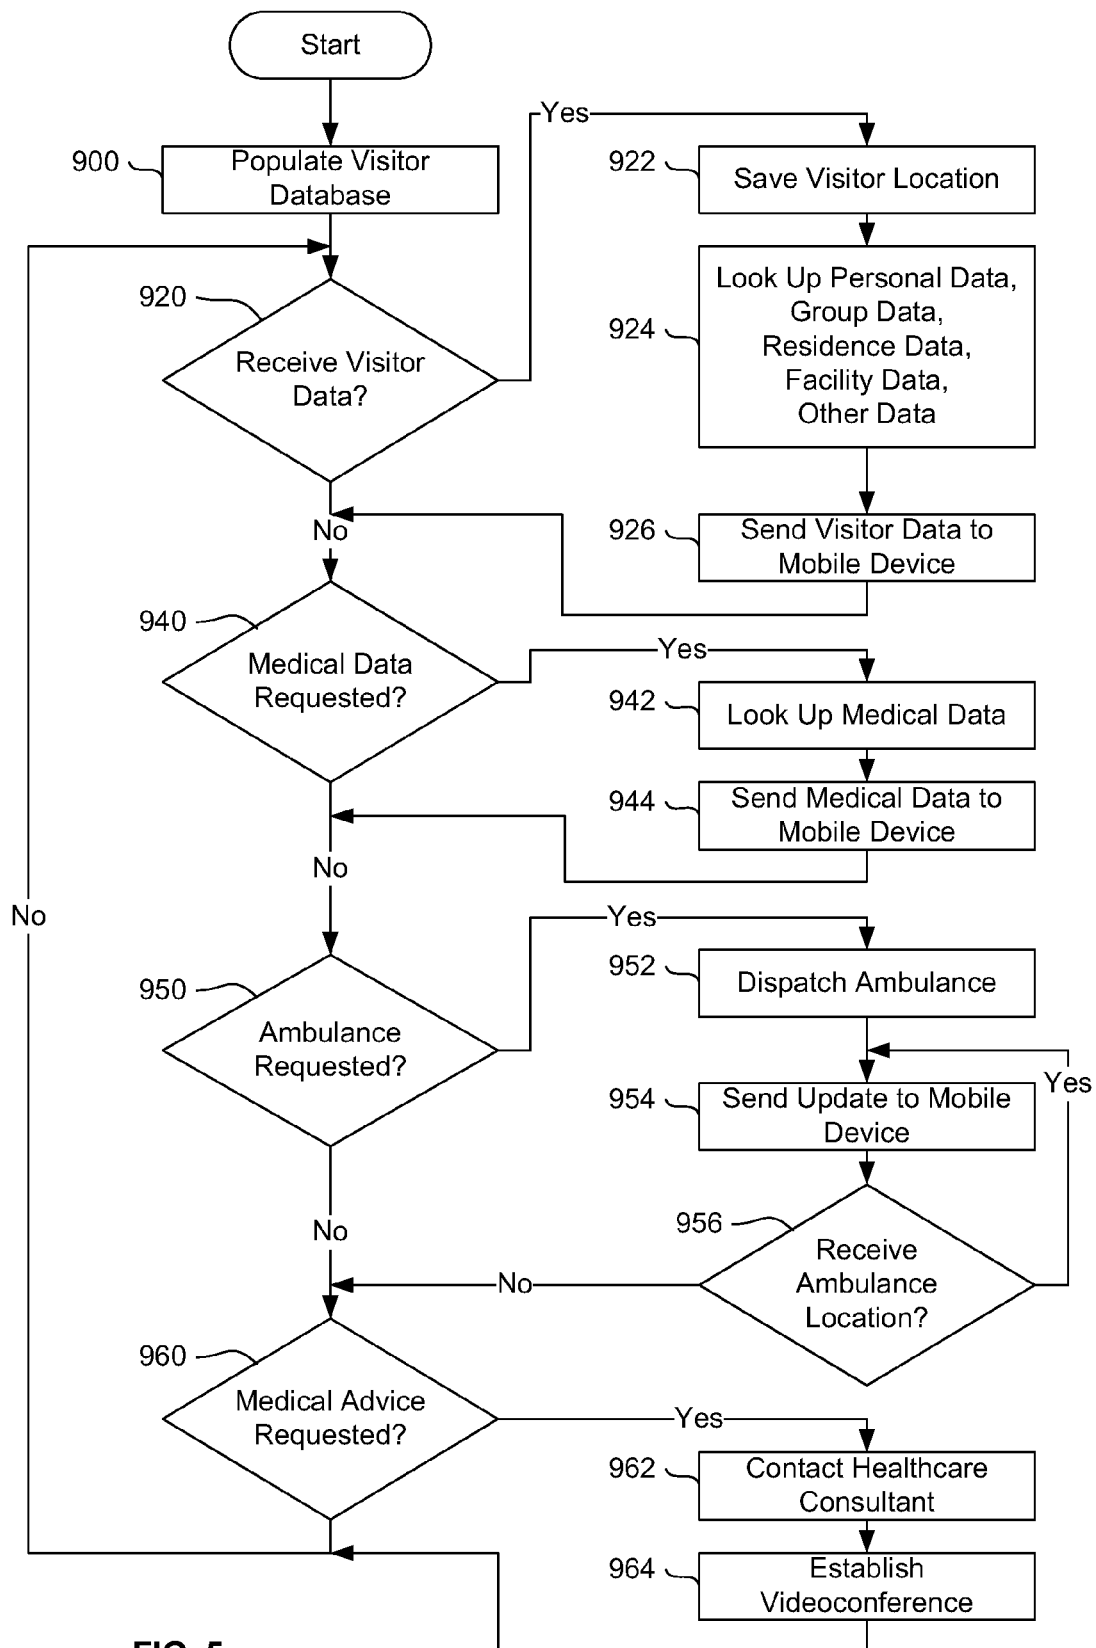 Start
Yes
900
Populate Visitor
Database
922
Save Visitor Location
920
Receive Visitor
Data?
924
Look Up Personal Data,
Group Data,
Residence Data,
Facility Data,
Other Data
No
926
Send Visitor Data to
Mobile Device
940
Medical Data
Requested?
Yes
942
Look Up Medical Data
944
Send Medical Data to
Mobile Device
No
No
Yes
950
Ambulance
Requested?
952
Dispatch Ambulance
Yes
954
Send Update to Mobile
Device
No
956
Receive
Ambulance
Location?
No
960
Medical Advice
Requested?
Yes
962
Contact Healthcare
Consultant
964
Establish
Videoconference
FIG. 5